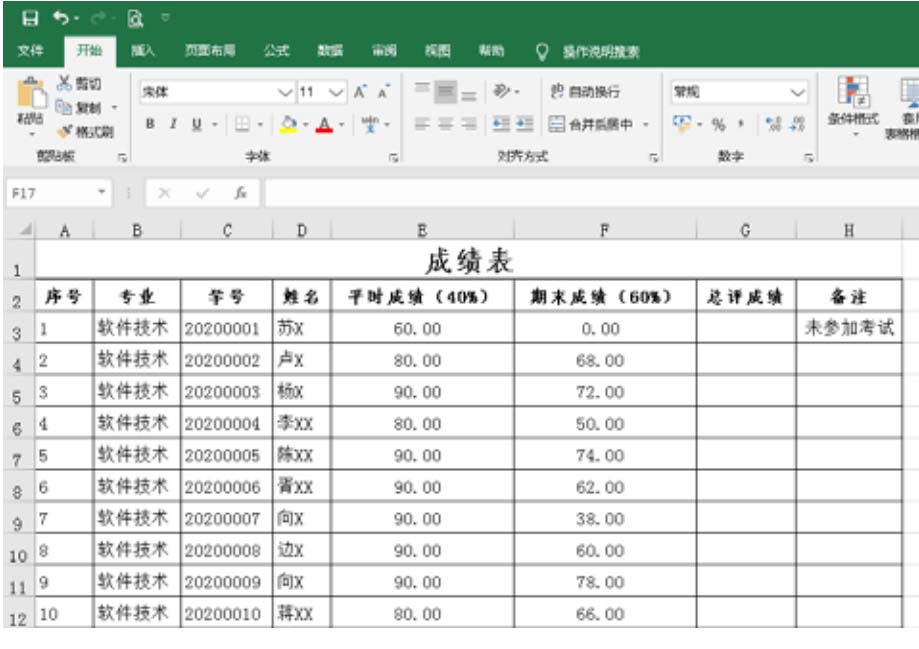 文件 开始 插入 页面布局 公式 数据 审阅 视图 帮助 操作说明搜索
剪切 宋体 11 A A 自动换行 常规
粘贴 复制 条件格式
格式刷 B I U A 合并后居中 %
剪贴板 字体 对齐方式 数字
F17 fx
A B C D E F G H
1 成绩表
2 序号 专业 学号 姓名 平时成绩（40%） 期末成绩（60%） 总评成绩 备注
3 1 软件技术 20200001 苏X 60.00 0.00 未参加考试
4 2 软件技术 20200002 卢X 80.00 68.00
5 3 软件技术 20200003 杨X 90.00 72.00
6 4 软件技术 20200004 李XX 80.00 50.00
7 5 软件技术 20200005 陈XX 90.00 74.00
8 6 软件技术 20200006 胥XX 90.00 62.00
9 7 软件技术 20200007 向X 90.00 38.00
10 8 软件技术 20200008 边X 90.00 60.00
11 9 软件技术 20200009 向X 90.00 78.00
12 10 软件技术 20200010 蒋XX 80.00 66.00